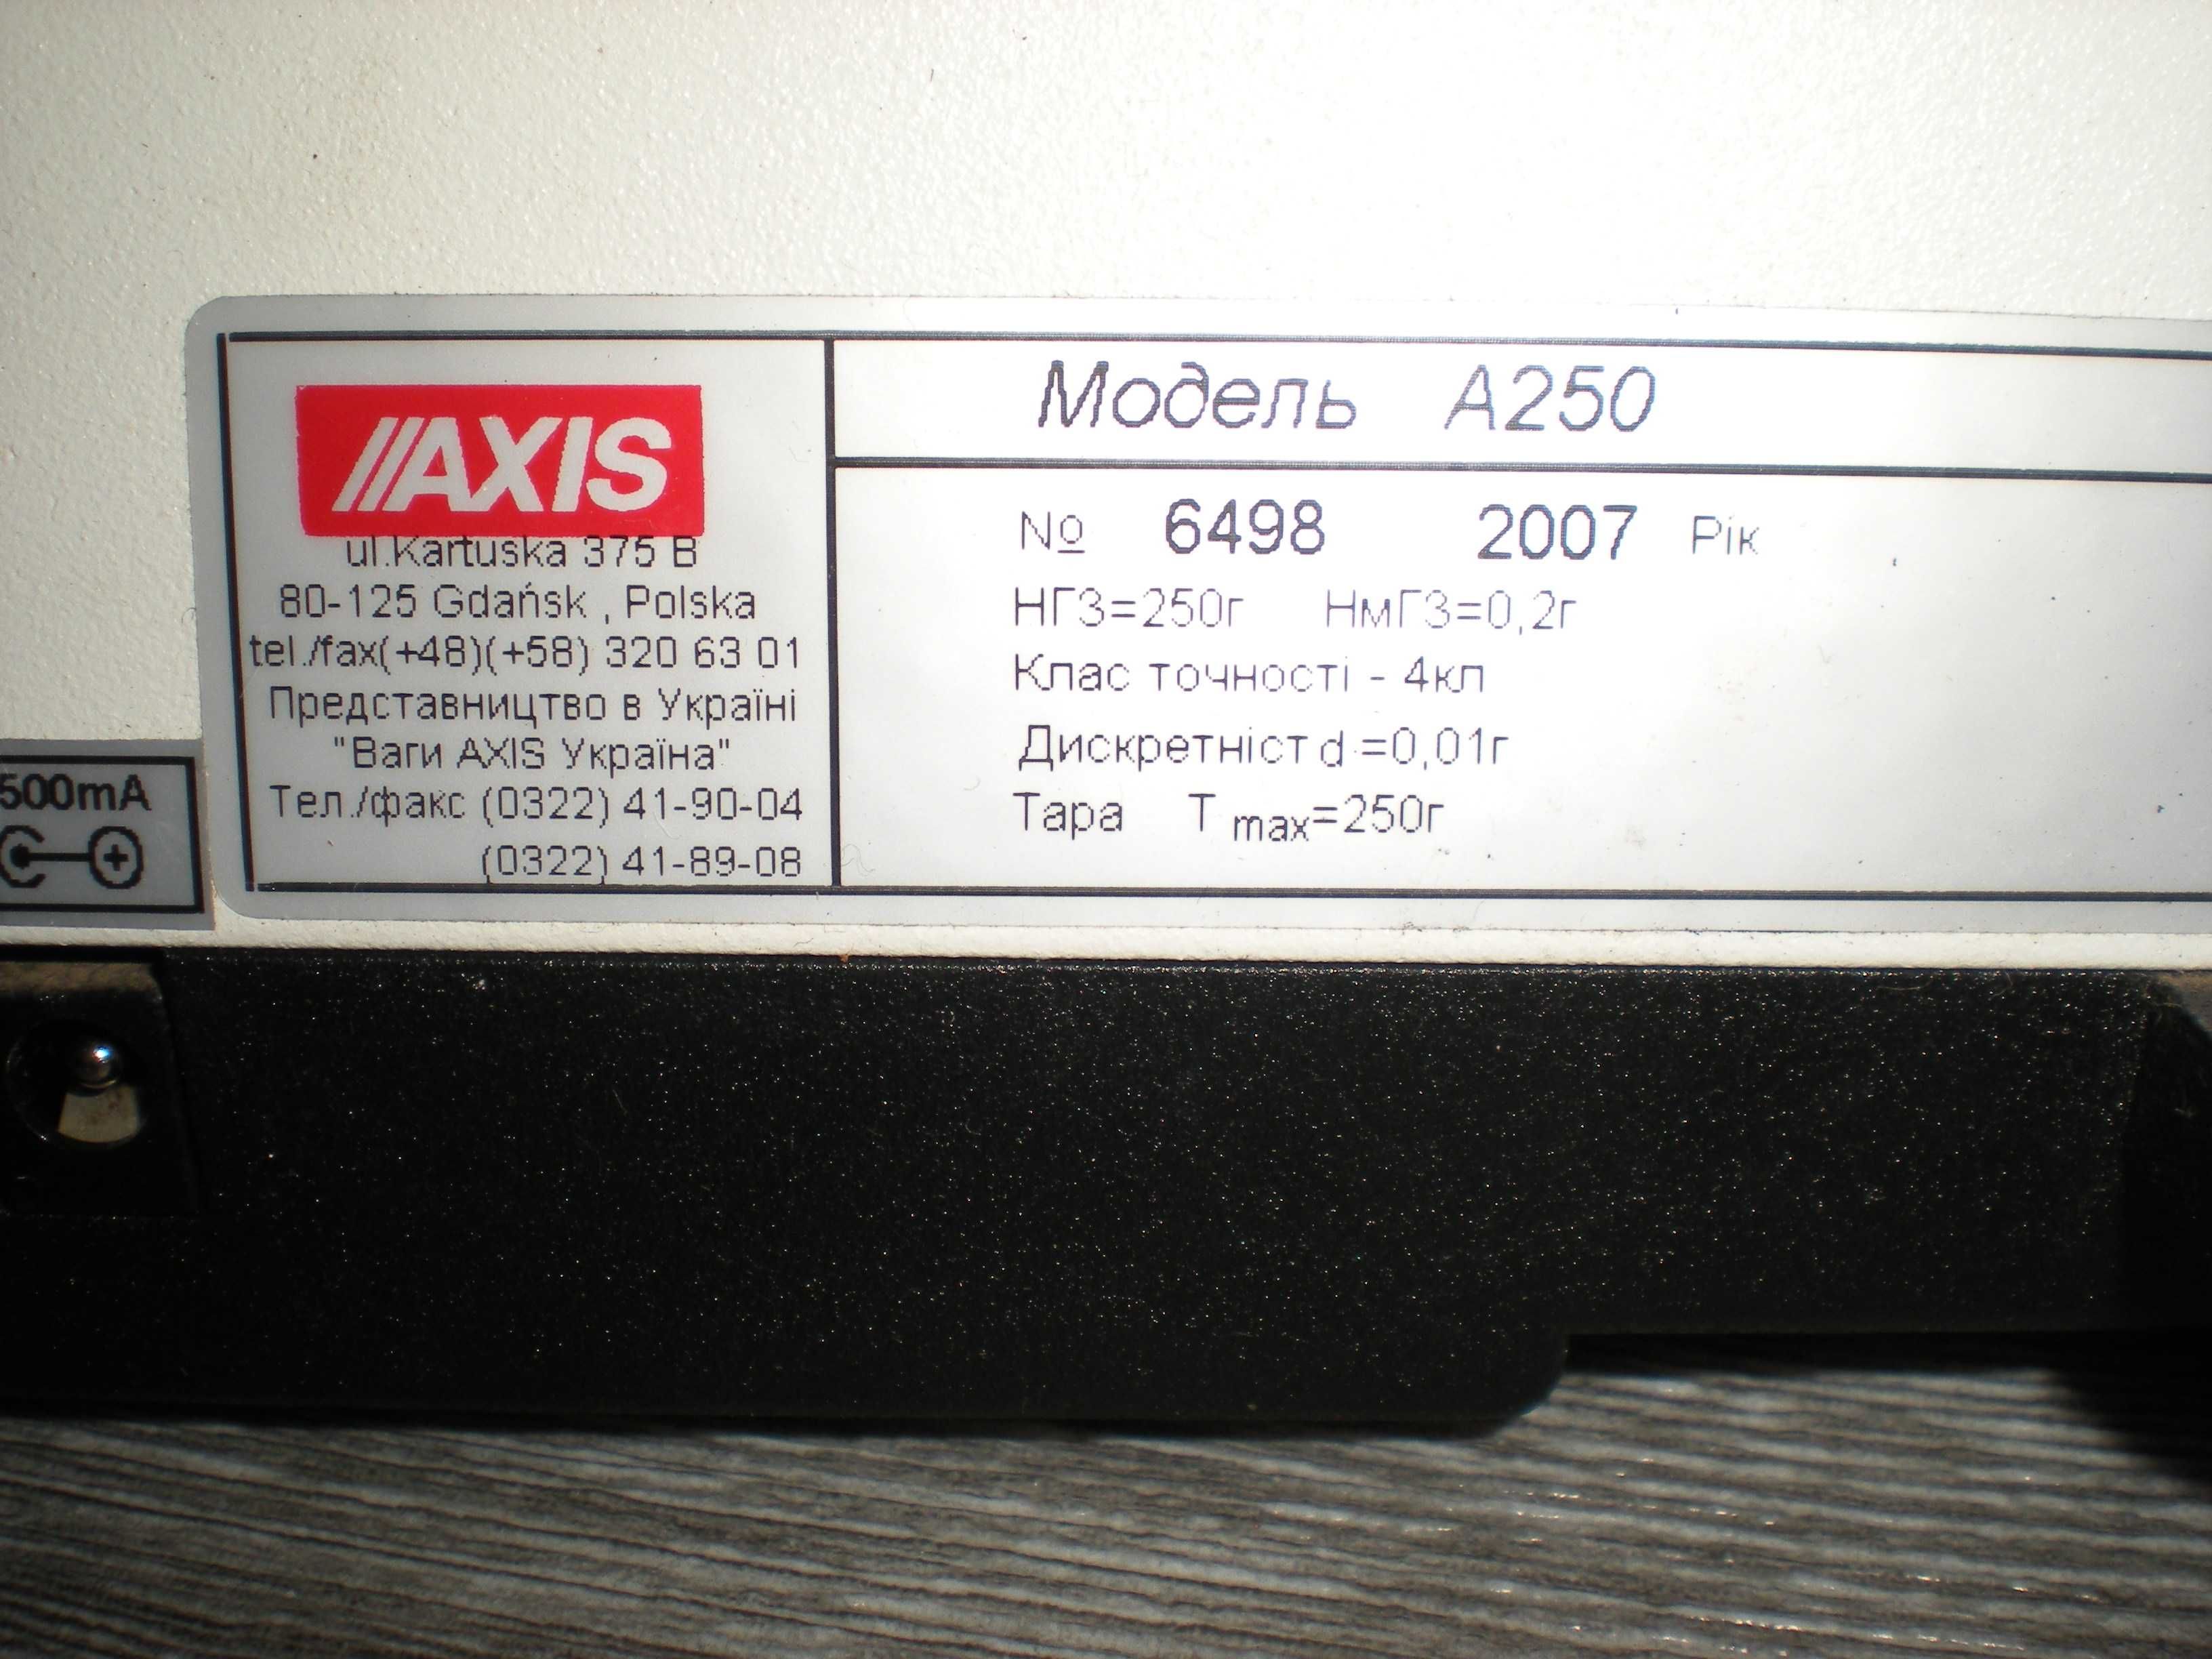 AXIS
ul.Kartuska 375 B
80-125 Gdańsk , Polska
tel./fax(+48)(+58) 320 63 01
Представництво в Україні
"Ваги AXIS Україна"
Тел./факс (0322) 41-90-04
(0322) 41-89-08
Модель A250
№ 6498 2007 Рік
НГЗ=250г НмГЗ=0,2г
Клас точності - 4кл
Дискретніст d =0,01г
Тара T max=250г
500mA